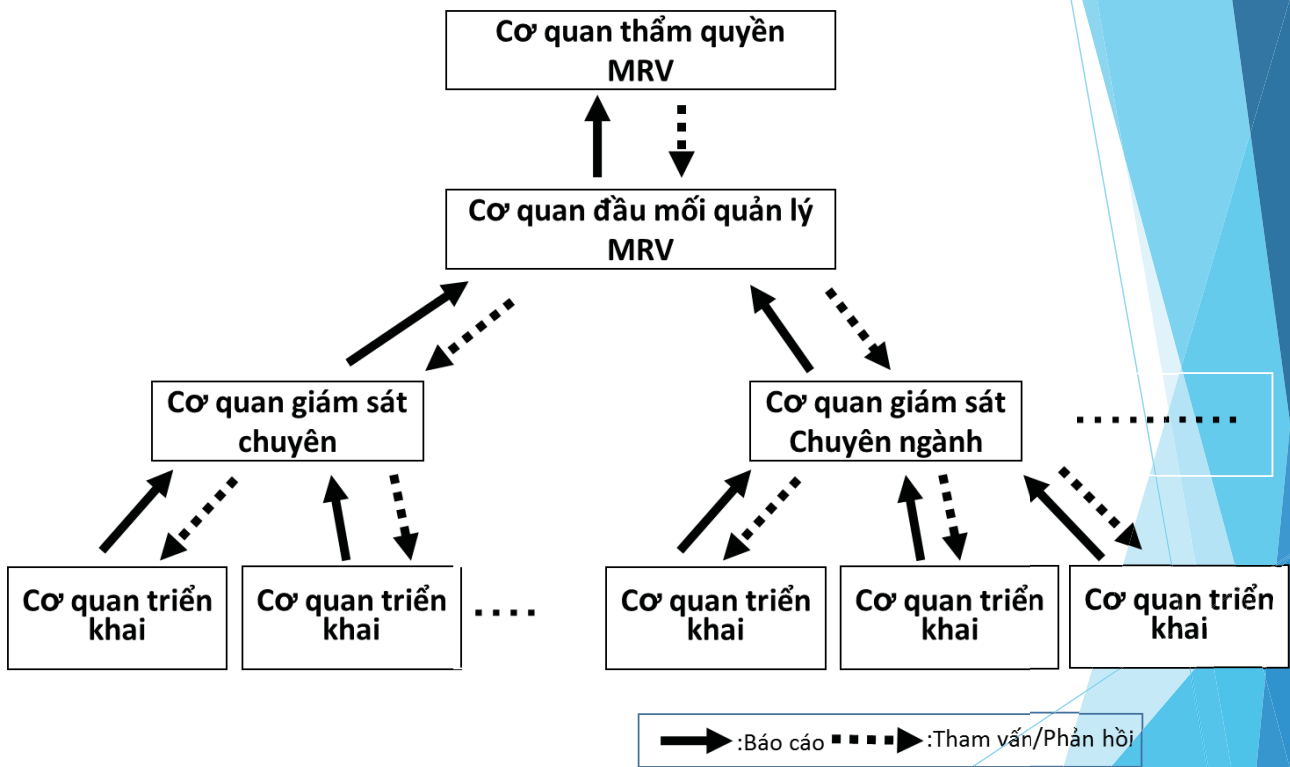 Cơ quan thẩm quyền
MRV
Cơ quan đầu mối quản lý
MRV
Cơ quan giám sát
chuyên
Cơ quan giám sát
Chuyên ngành
Cơ quan triển
khai
Cơ quan triển
khai
....
Cơ quan triển
khai
Cơ quan triển
khai
Cơ quan triển
khai
:Báo cáo
:Tham vấn/Phản hồi